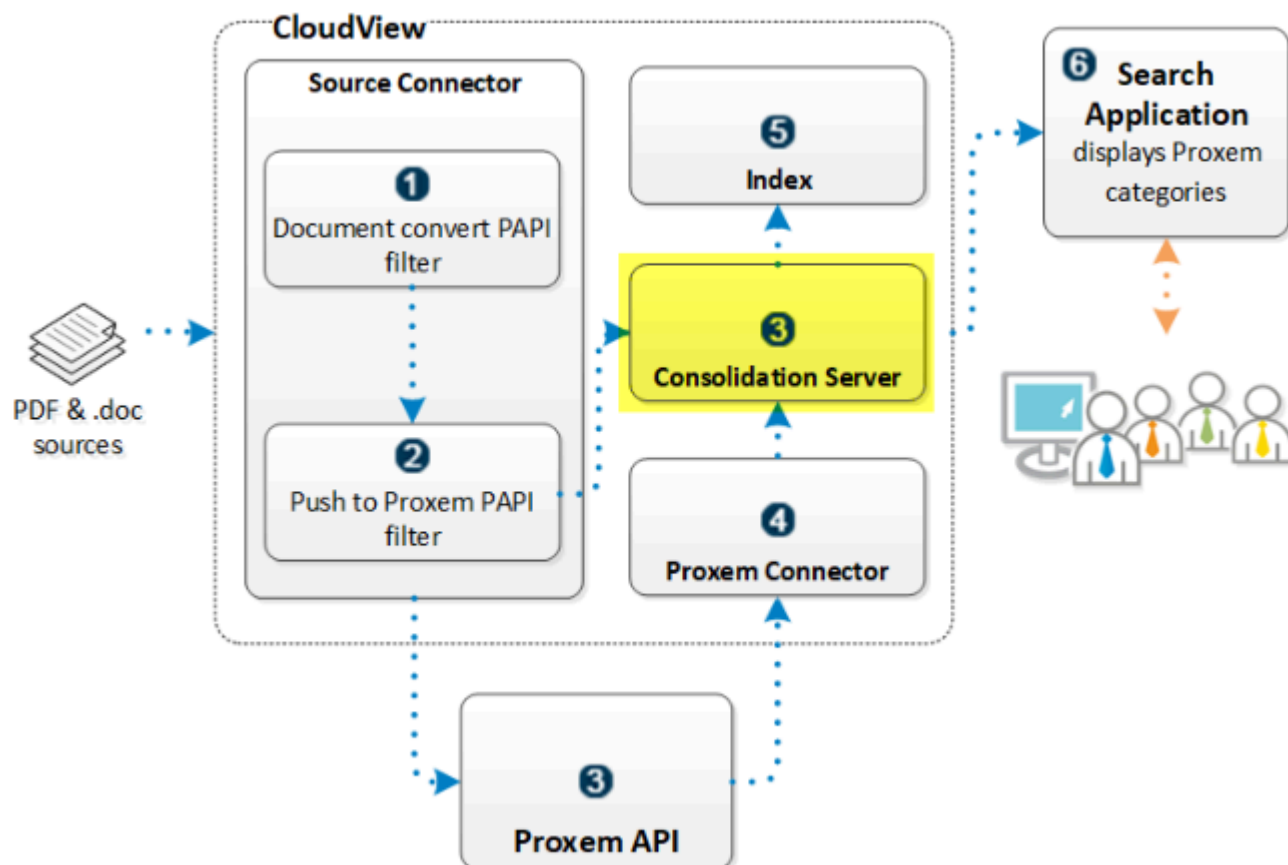 CloudView
Source Connector
1
Document convert PAPI
filter
2
Push to Proxem PAPI
filter
5
Index
3
Consolidation Server
4
Proxem Connector
6
Search
Application
displays Proxem
categories
PDF & .doc
sources
3
Proxem API